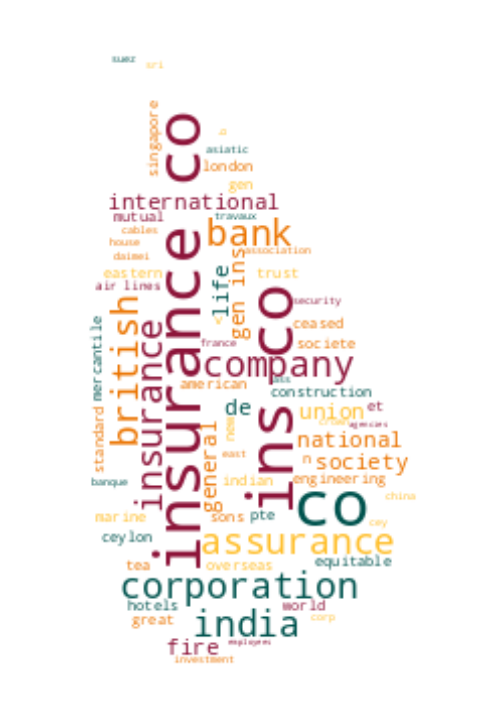 suez
sri
singapore
insurance co
a
asiatic
london
gen
international
mutual
travaux
cables
bank
house
association
daimei
gen ins
eastern
life
trust
air lines
ins co
security
british
v
mercantile
insurance
ceased
france
societe
company
american
ass
construction
de
union
et
standard
new
crown
agencies
general
national
east
n
society
banque
indian
engineering
co
china
marine
sons
pte
cey
ceylon
assurance
tea
overseas
equitable
corporation
hotels
world
great
india
corp
fire
employees
investment